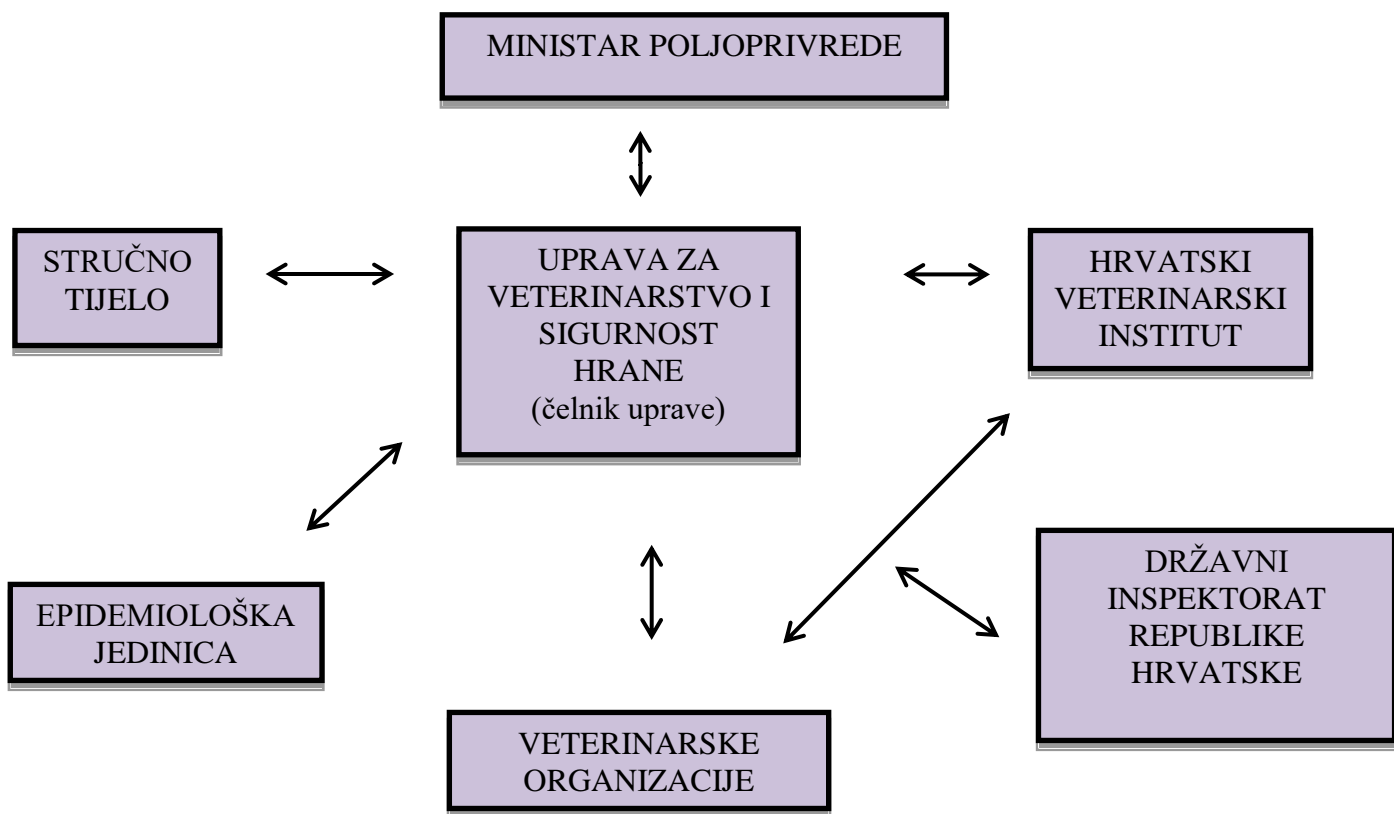 MINISTAR POLJOPRIVREDE
STRUČNO
TIJELO
UPRAVA ZA
VETERINARSTVO I
SIGURNOST
HRANE
(čelnik uprave)
HRVATSKI
VETERINARSKI
INSTITUT
EPIDEMIOLOŠKA
JEDINICA
DRŽAVNI
INSPEKTORAT
REPUBLIKE
HRVATSKE
VETERINARSKE
ORGANIZACIJE